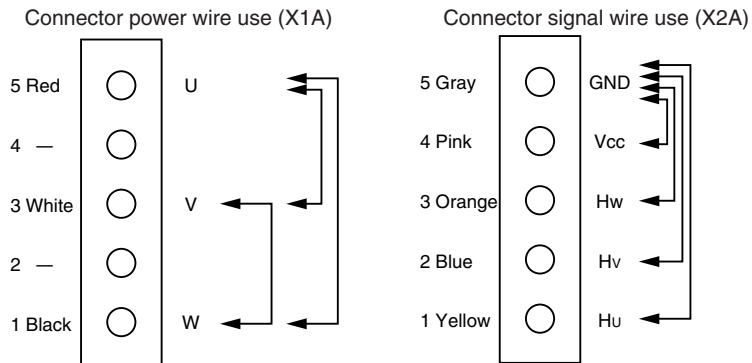 Connector power wire use (X1A)
5 Red U
4 —
3 White V
2 —
1 Black W
Connector signal wire use (X2A)
5 Gray GND
4 Pink Vcc
3 Orange Hw
2 Blue Hv
1 Yellow Hu